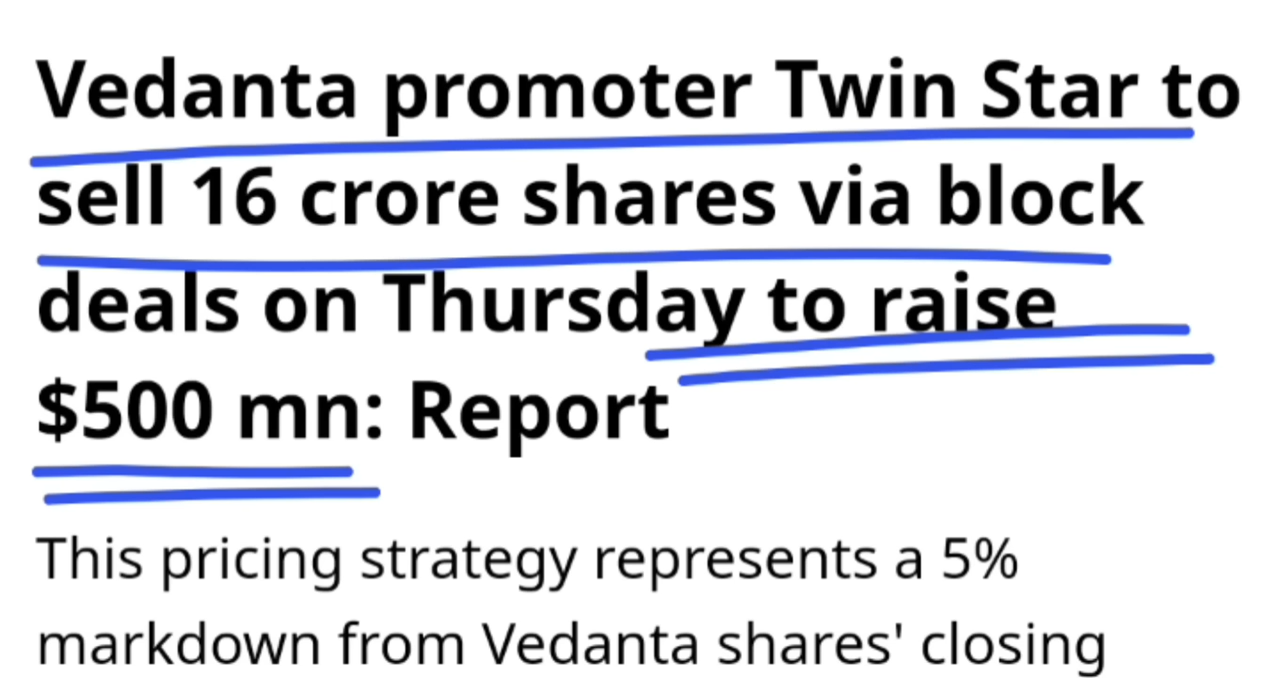 Vedanta promoter Twin Star to
sell 16 crore shares via block
deals on Thursday to raise
$500 mn: Report
This pricing strategy represents a 5%
markdown from Vedanta shares' closing